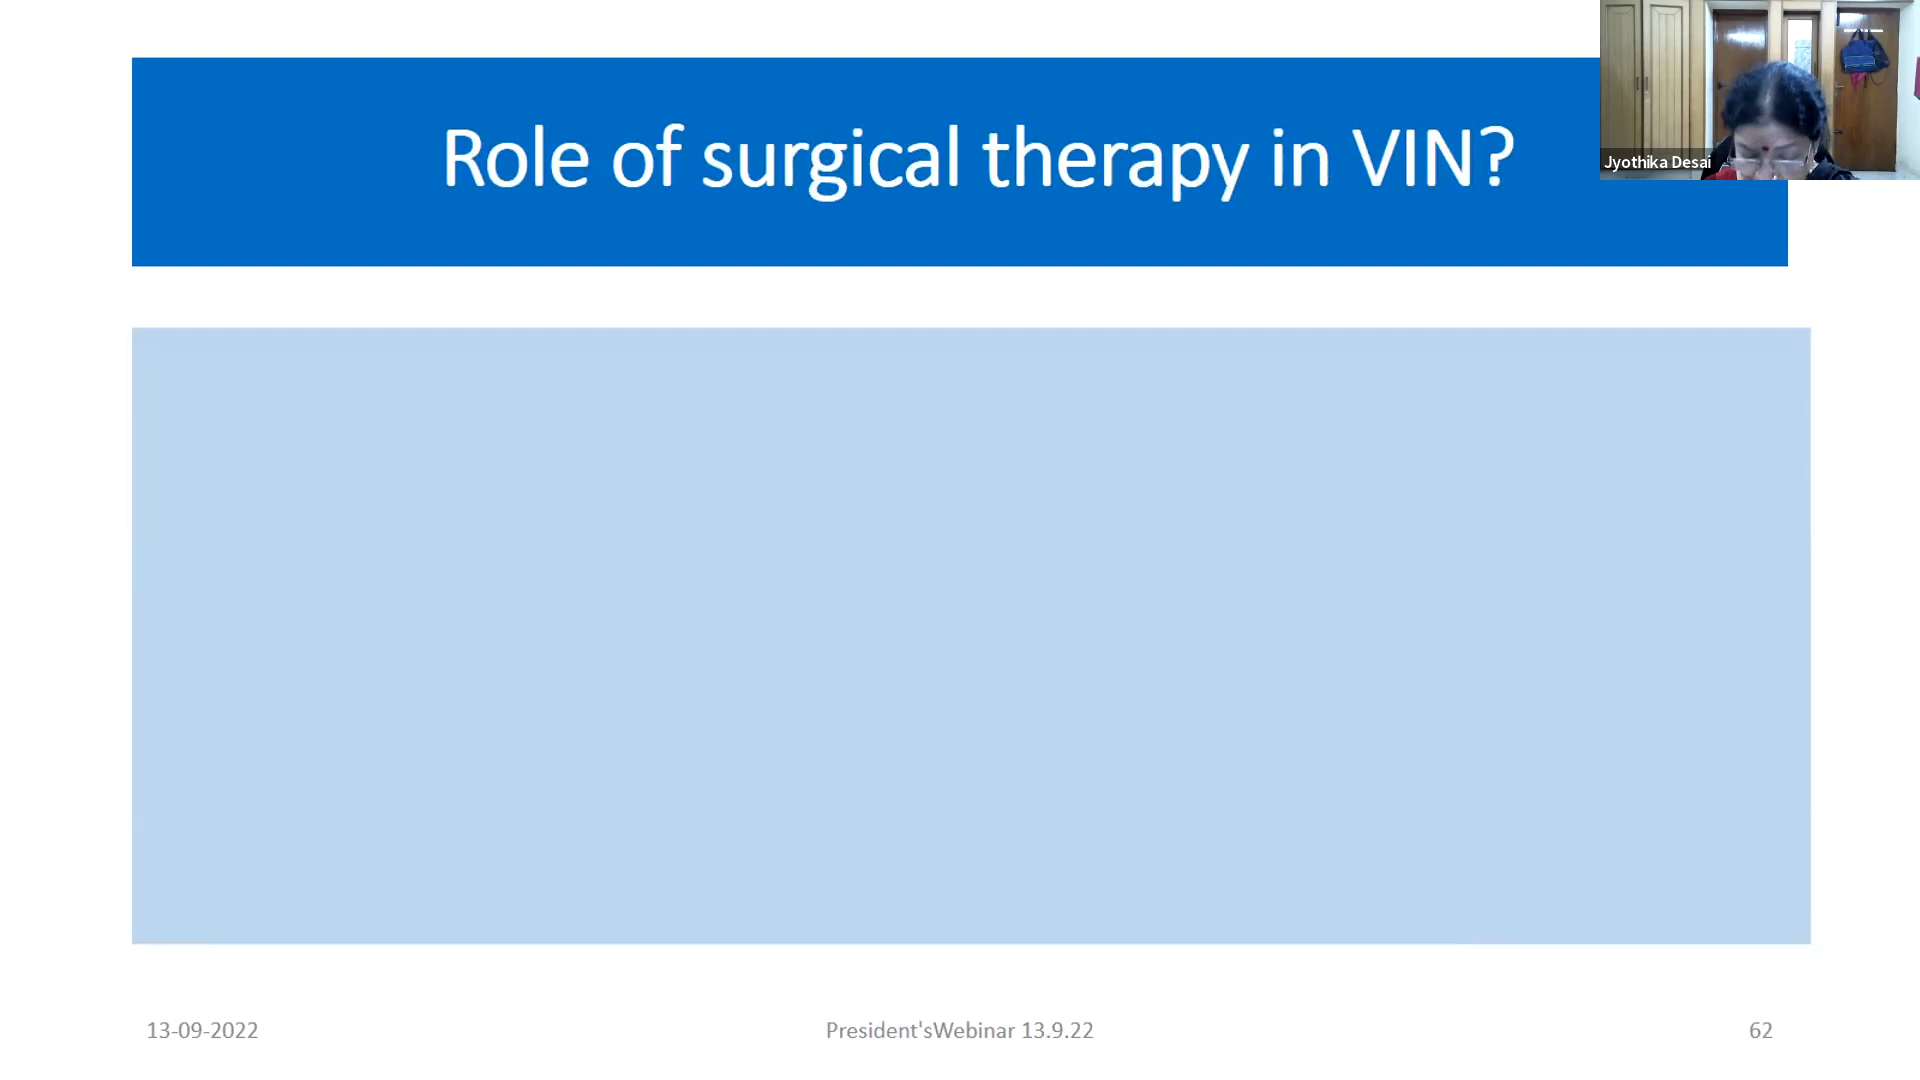 Role of surgical therapy in VIN?
Jyothika Desai
13-09-2022
President'sWebinar 13.9.22
62